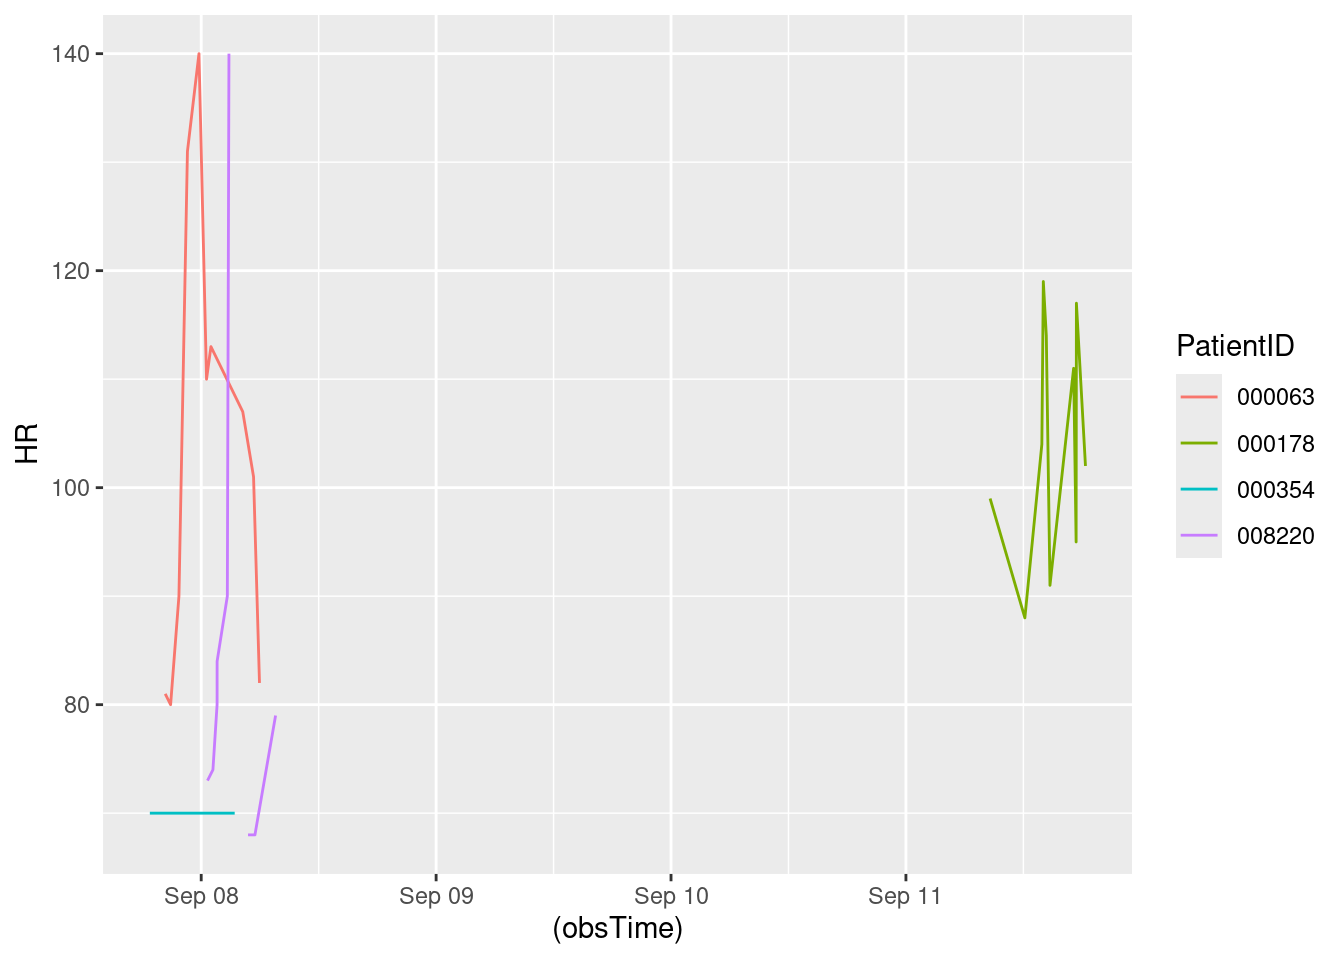 140
120
100
80
HR
Sep 08
Sep 09
Sep 10
Sep 11
(obsTime)
PatientID
000063
000178
000354
008220